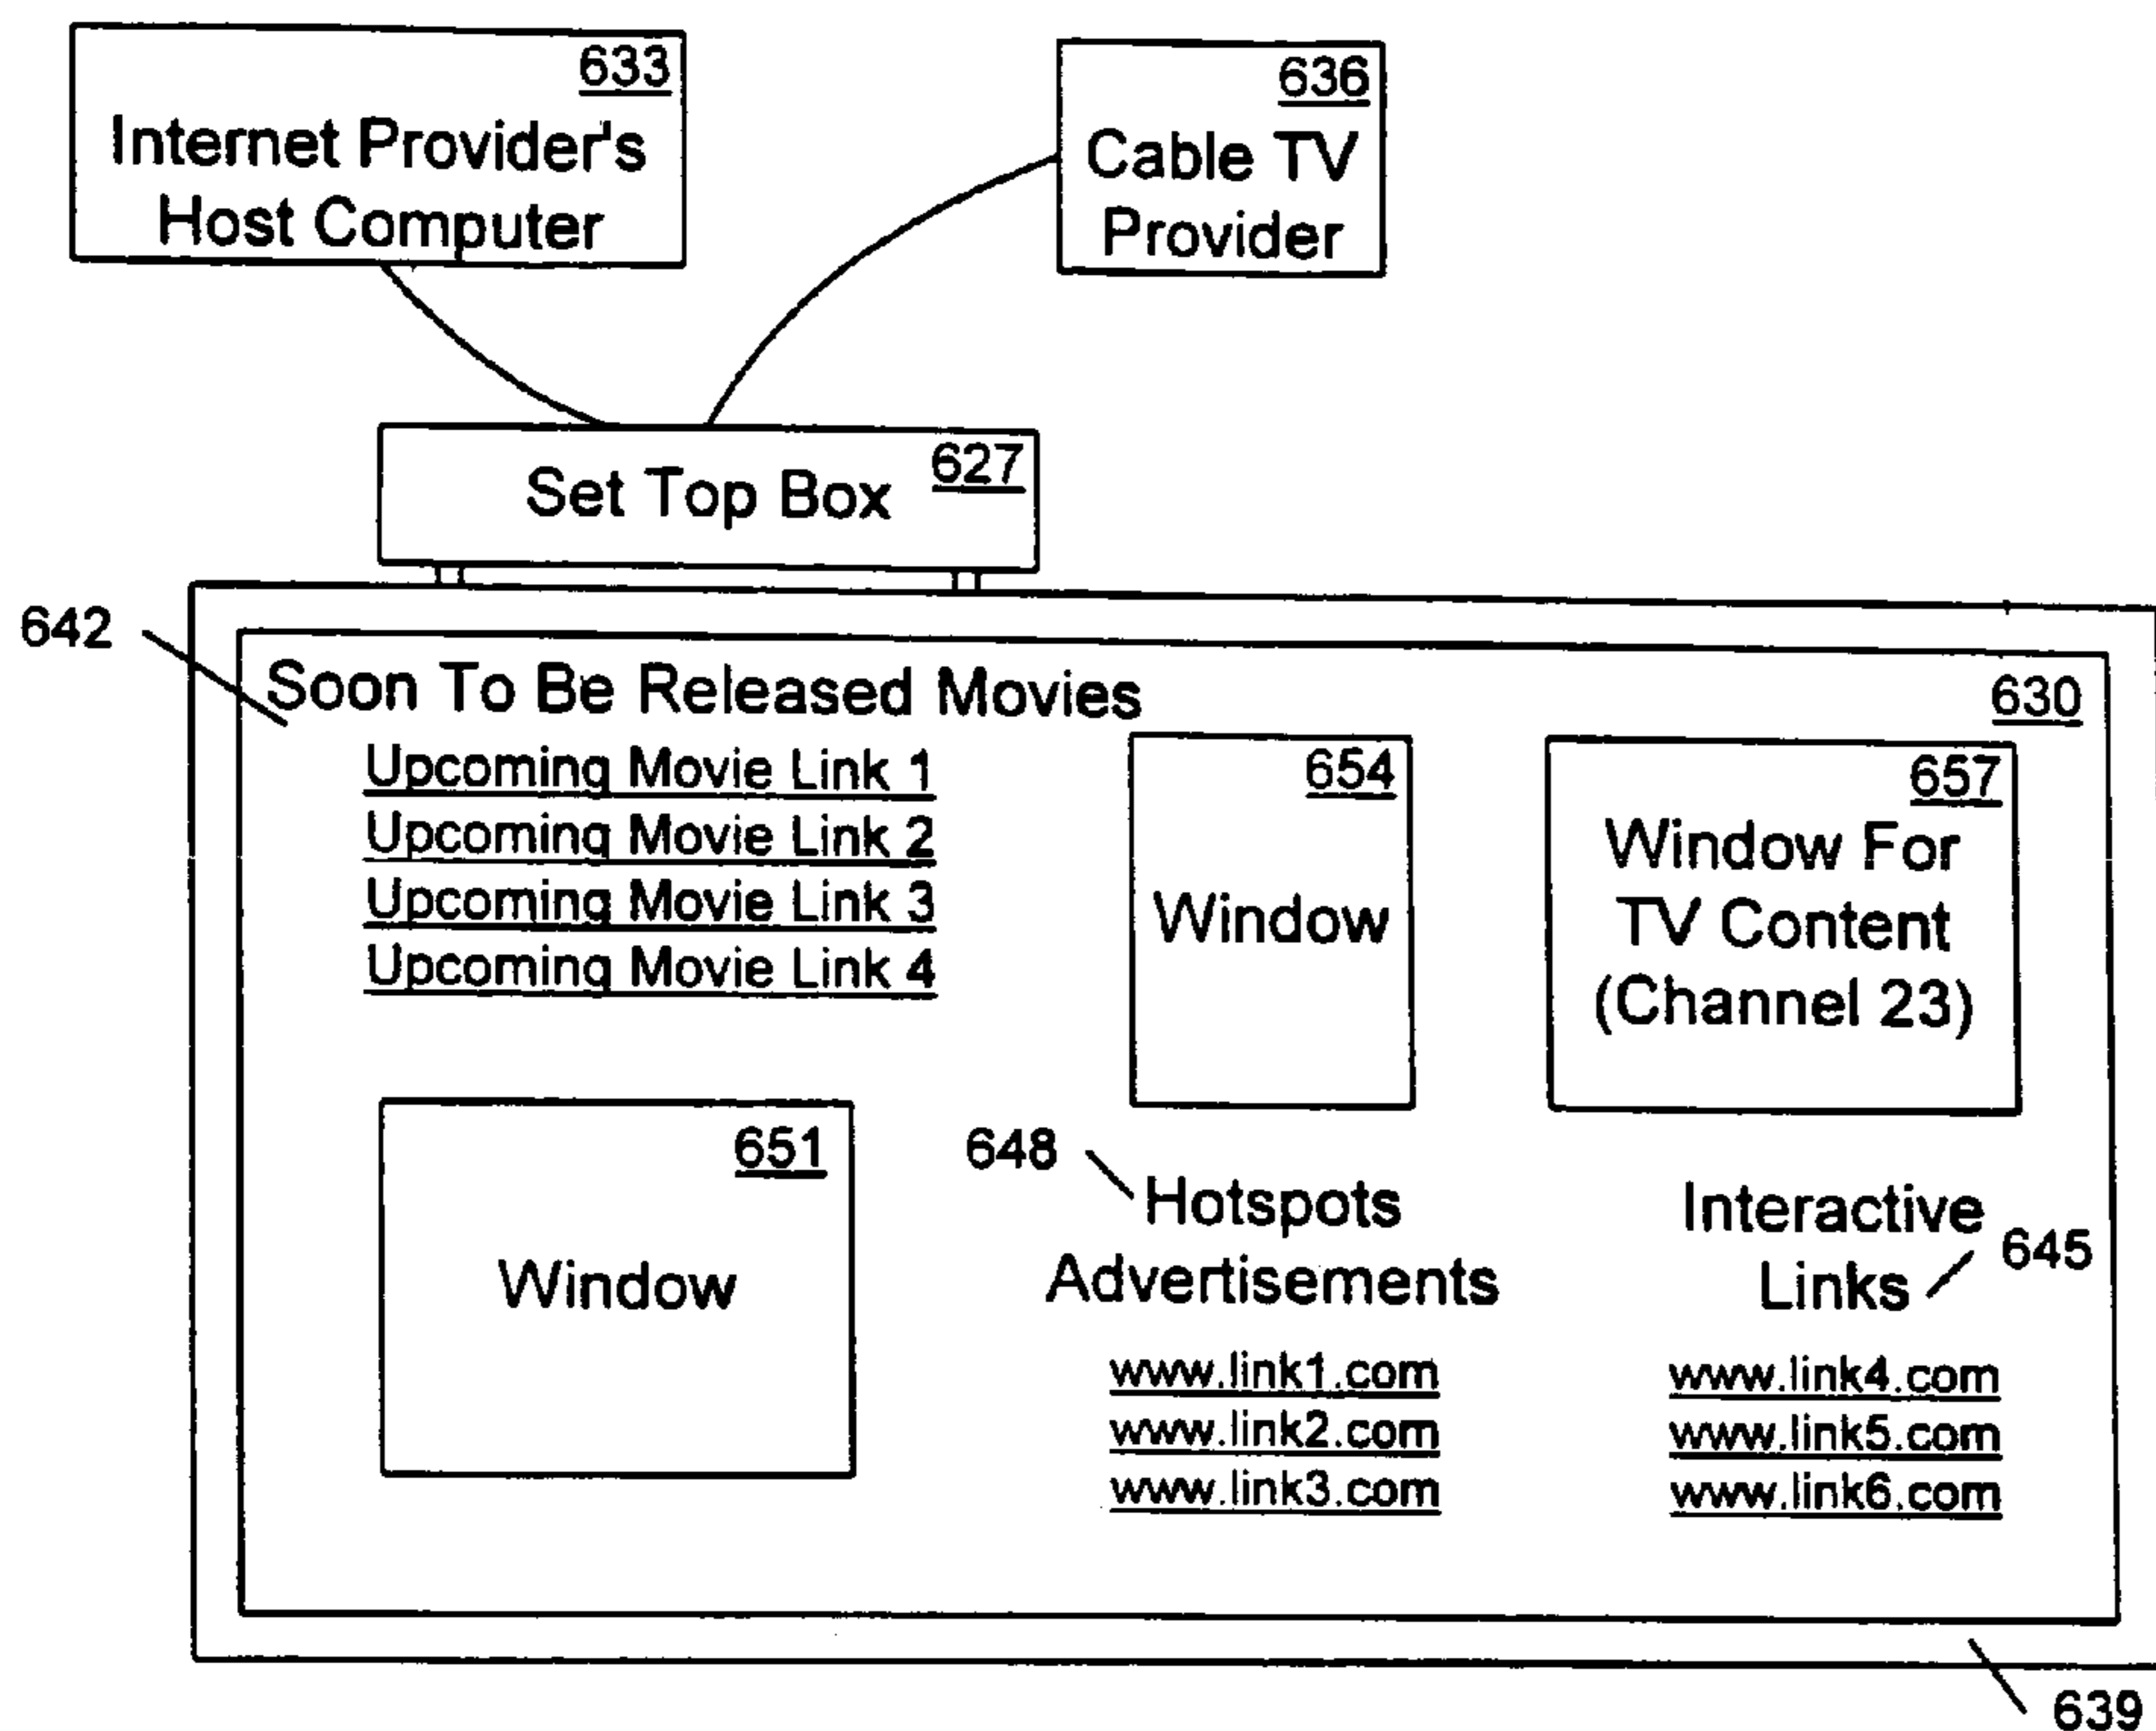 633
Internet Provider's
Host Computer
636
Cable TV
Provider
627
Set Top Box
642
Soon To Be Released Movies
630
Upcoming Movie Link 1
Upcoming Movie Link 2
Upcoming Movie Link 3
Upcoming Movie Link 4
654
Window
657
Window For
TV Content
(Channel 23)
651
Window
648
Hotspots
Advertisements
www.link1.com
www.link2.com
www.link3.com
Interactive
Links
645
www.link4.com
www.link5.com
www.link6.com
639